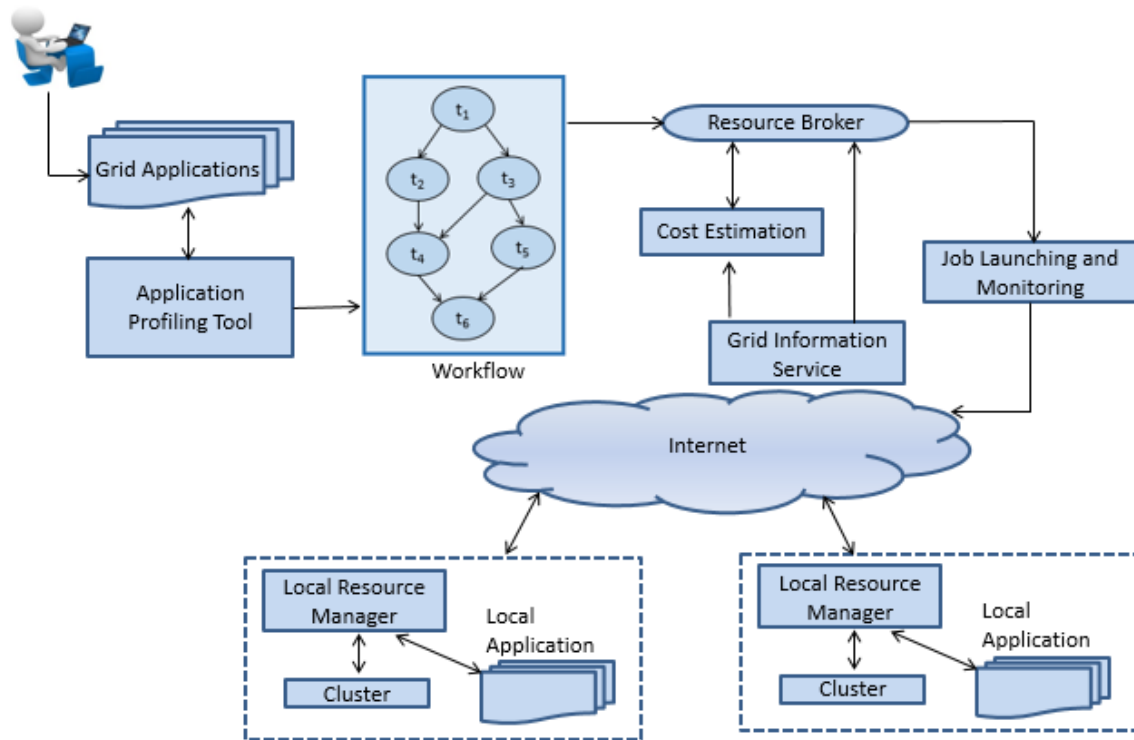 Grid Applications
Application
Profiling Tool
t₁
t₂
t₃
t₄
t₅
t₆
Workflow
Resource Broker
Cost Estimation
Job Launching and
Monitoring
Grid Information
Service
Internet
Local Resource
Manager
Local
Application
Cluster
Local Resource
Manager
Local
Application
Cluster